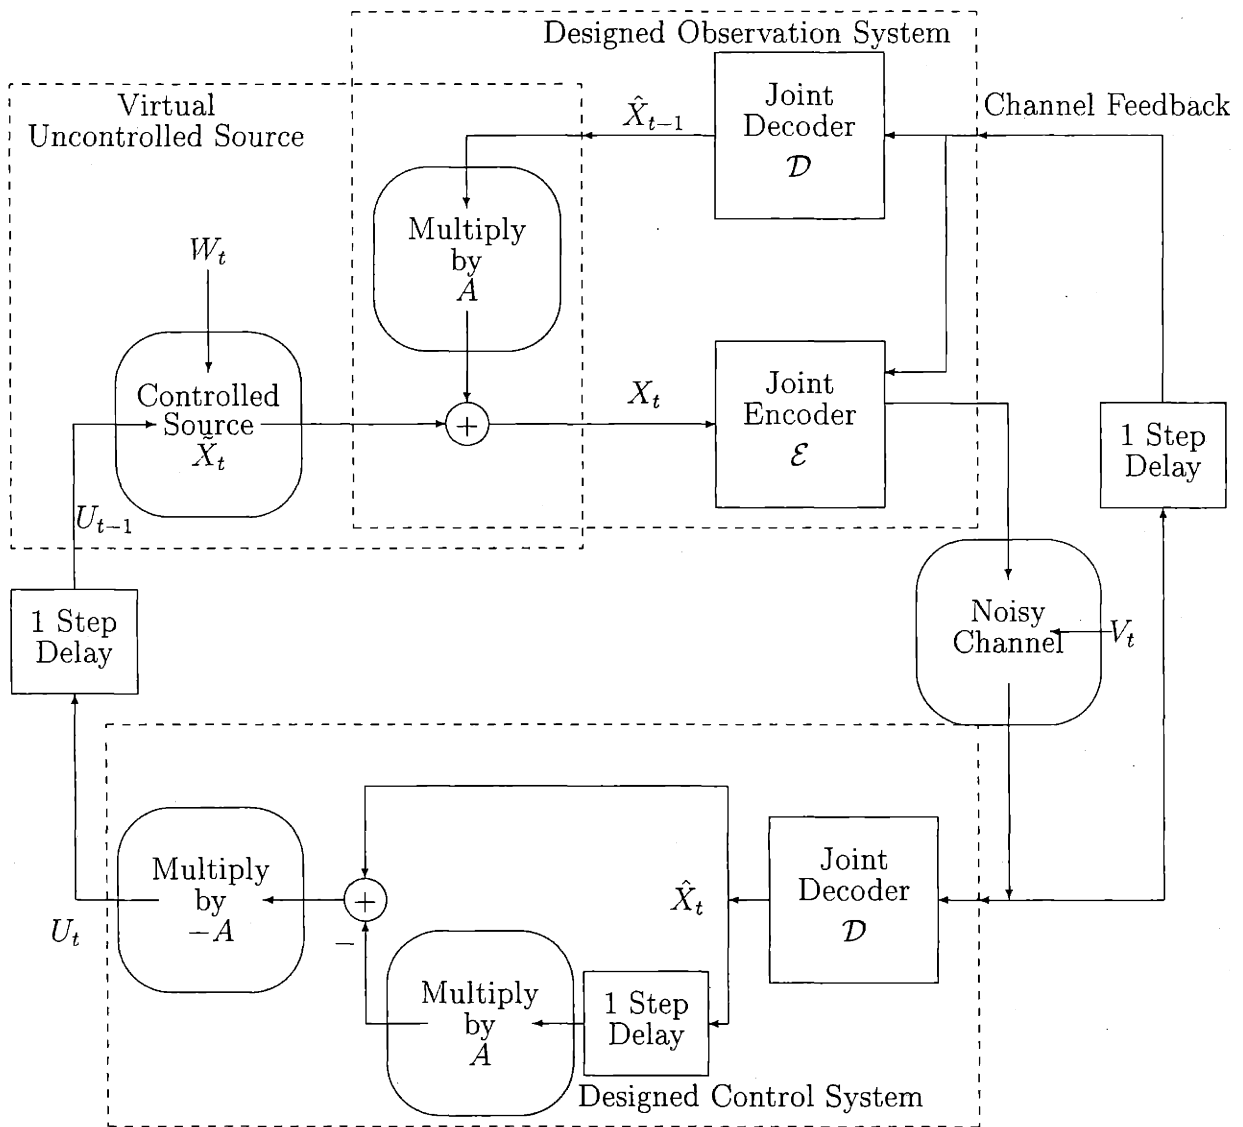 Designed Observation System
Virtual
Uncontrolled Source
X̂_{t−1}
Joint
Decoder
𝒟
Channel Feedback
Multiply
by
A
W_t
Controlled
Source
X̃_t
+
X_t
Joint
Encoder
ℰ
1 Step
Delay
U_{t−1}
1 Step
Delay
Noisy
Channel
V_t
Multiply
by
−A
U_t
+
−
X̂_t
Joint
Decoder
𝒟
Multiply
by
A
1 Step
Delay
Designed Control System